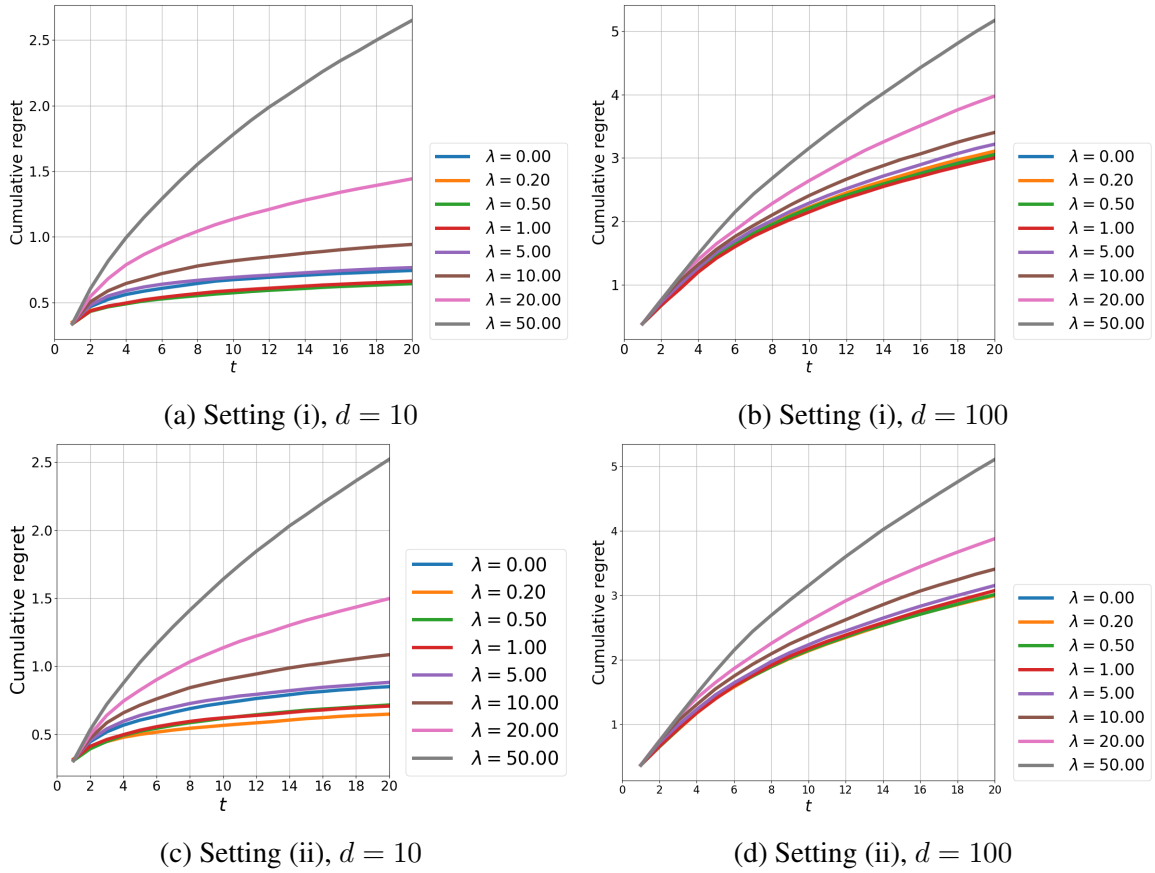 2.5
2.0
1.5
1.0
0.5
Cumulative regret
0 2 4 6 8 10 12 14 16 18 20
t
λ = 0.00
λ = 0.20
λ = 0.50
λ = 1.00
λ = 5.00
λ = 10.00
λ = 20.00
λ = 50.00
(a) Setting (i), d = 10
5
4
3
2
1
Cumulative regret
0 2 4 6 8 10 12 14 16 18 20
t
λ = 0.00
λ = 0.20
λ = 0.50
λ = 1.00
λ = 5.00
λ = 10.00
λ = 20.00
λ = 50.00
(b) Setting (i), d = 100
2.5
2.0
1.5
1.0
0.5
Cumulative regret
0 2 4 6 8 10 12 14 16 18 20
t
λ = 0.00
λ = 0.20
λ = 0.50
λ = 1.00
λ = 5.00
λ = 10.00
λ = 20.00
λ = 50.00
(c) Setting (ii), d = 10
5
4
3
2
1
Cumulative regret
0 2 4 6 8 10 12 14 16 18 20
t
λ = 0.00
λ = 0.20
λ = 0.50
λ = 1.00
λ = 5.00
λ = 10.00
λ = 20.00
λ = 50.00
(d) Setting (ii), d = 100